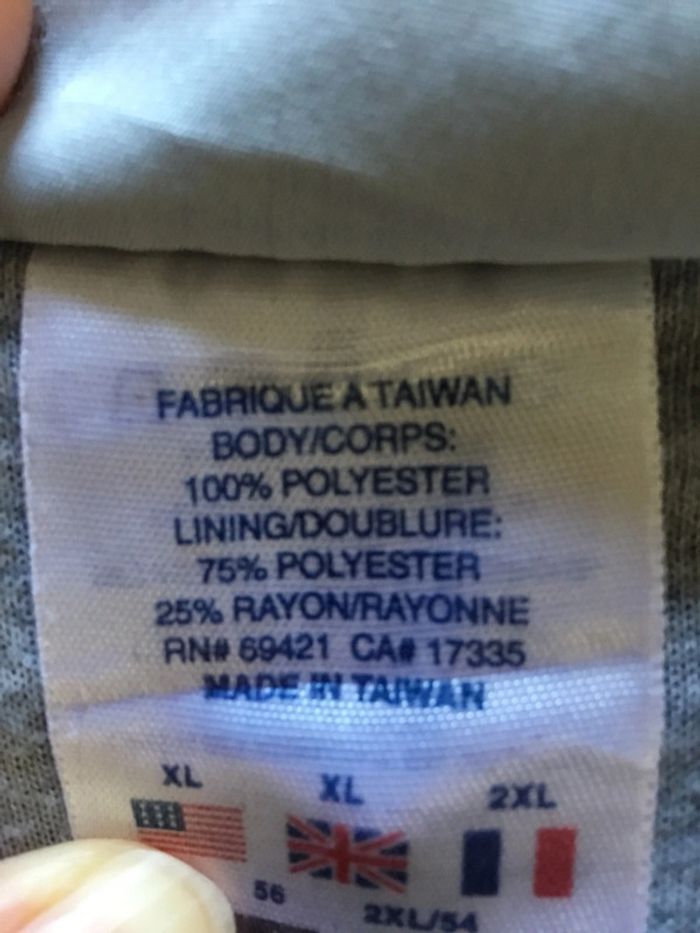 FABRIQUE A TAIWAN
BODY/CORPS:
100% POLYESTER
LINING/DOUBLURE:
75% POLYESTER
25% RAYON/RAYONNE
RN# 69421 CA# 17335
MADE IN TAIWAN
XL XL 2XL
56 2XL/54